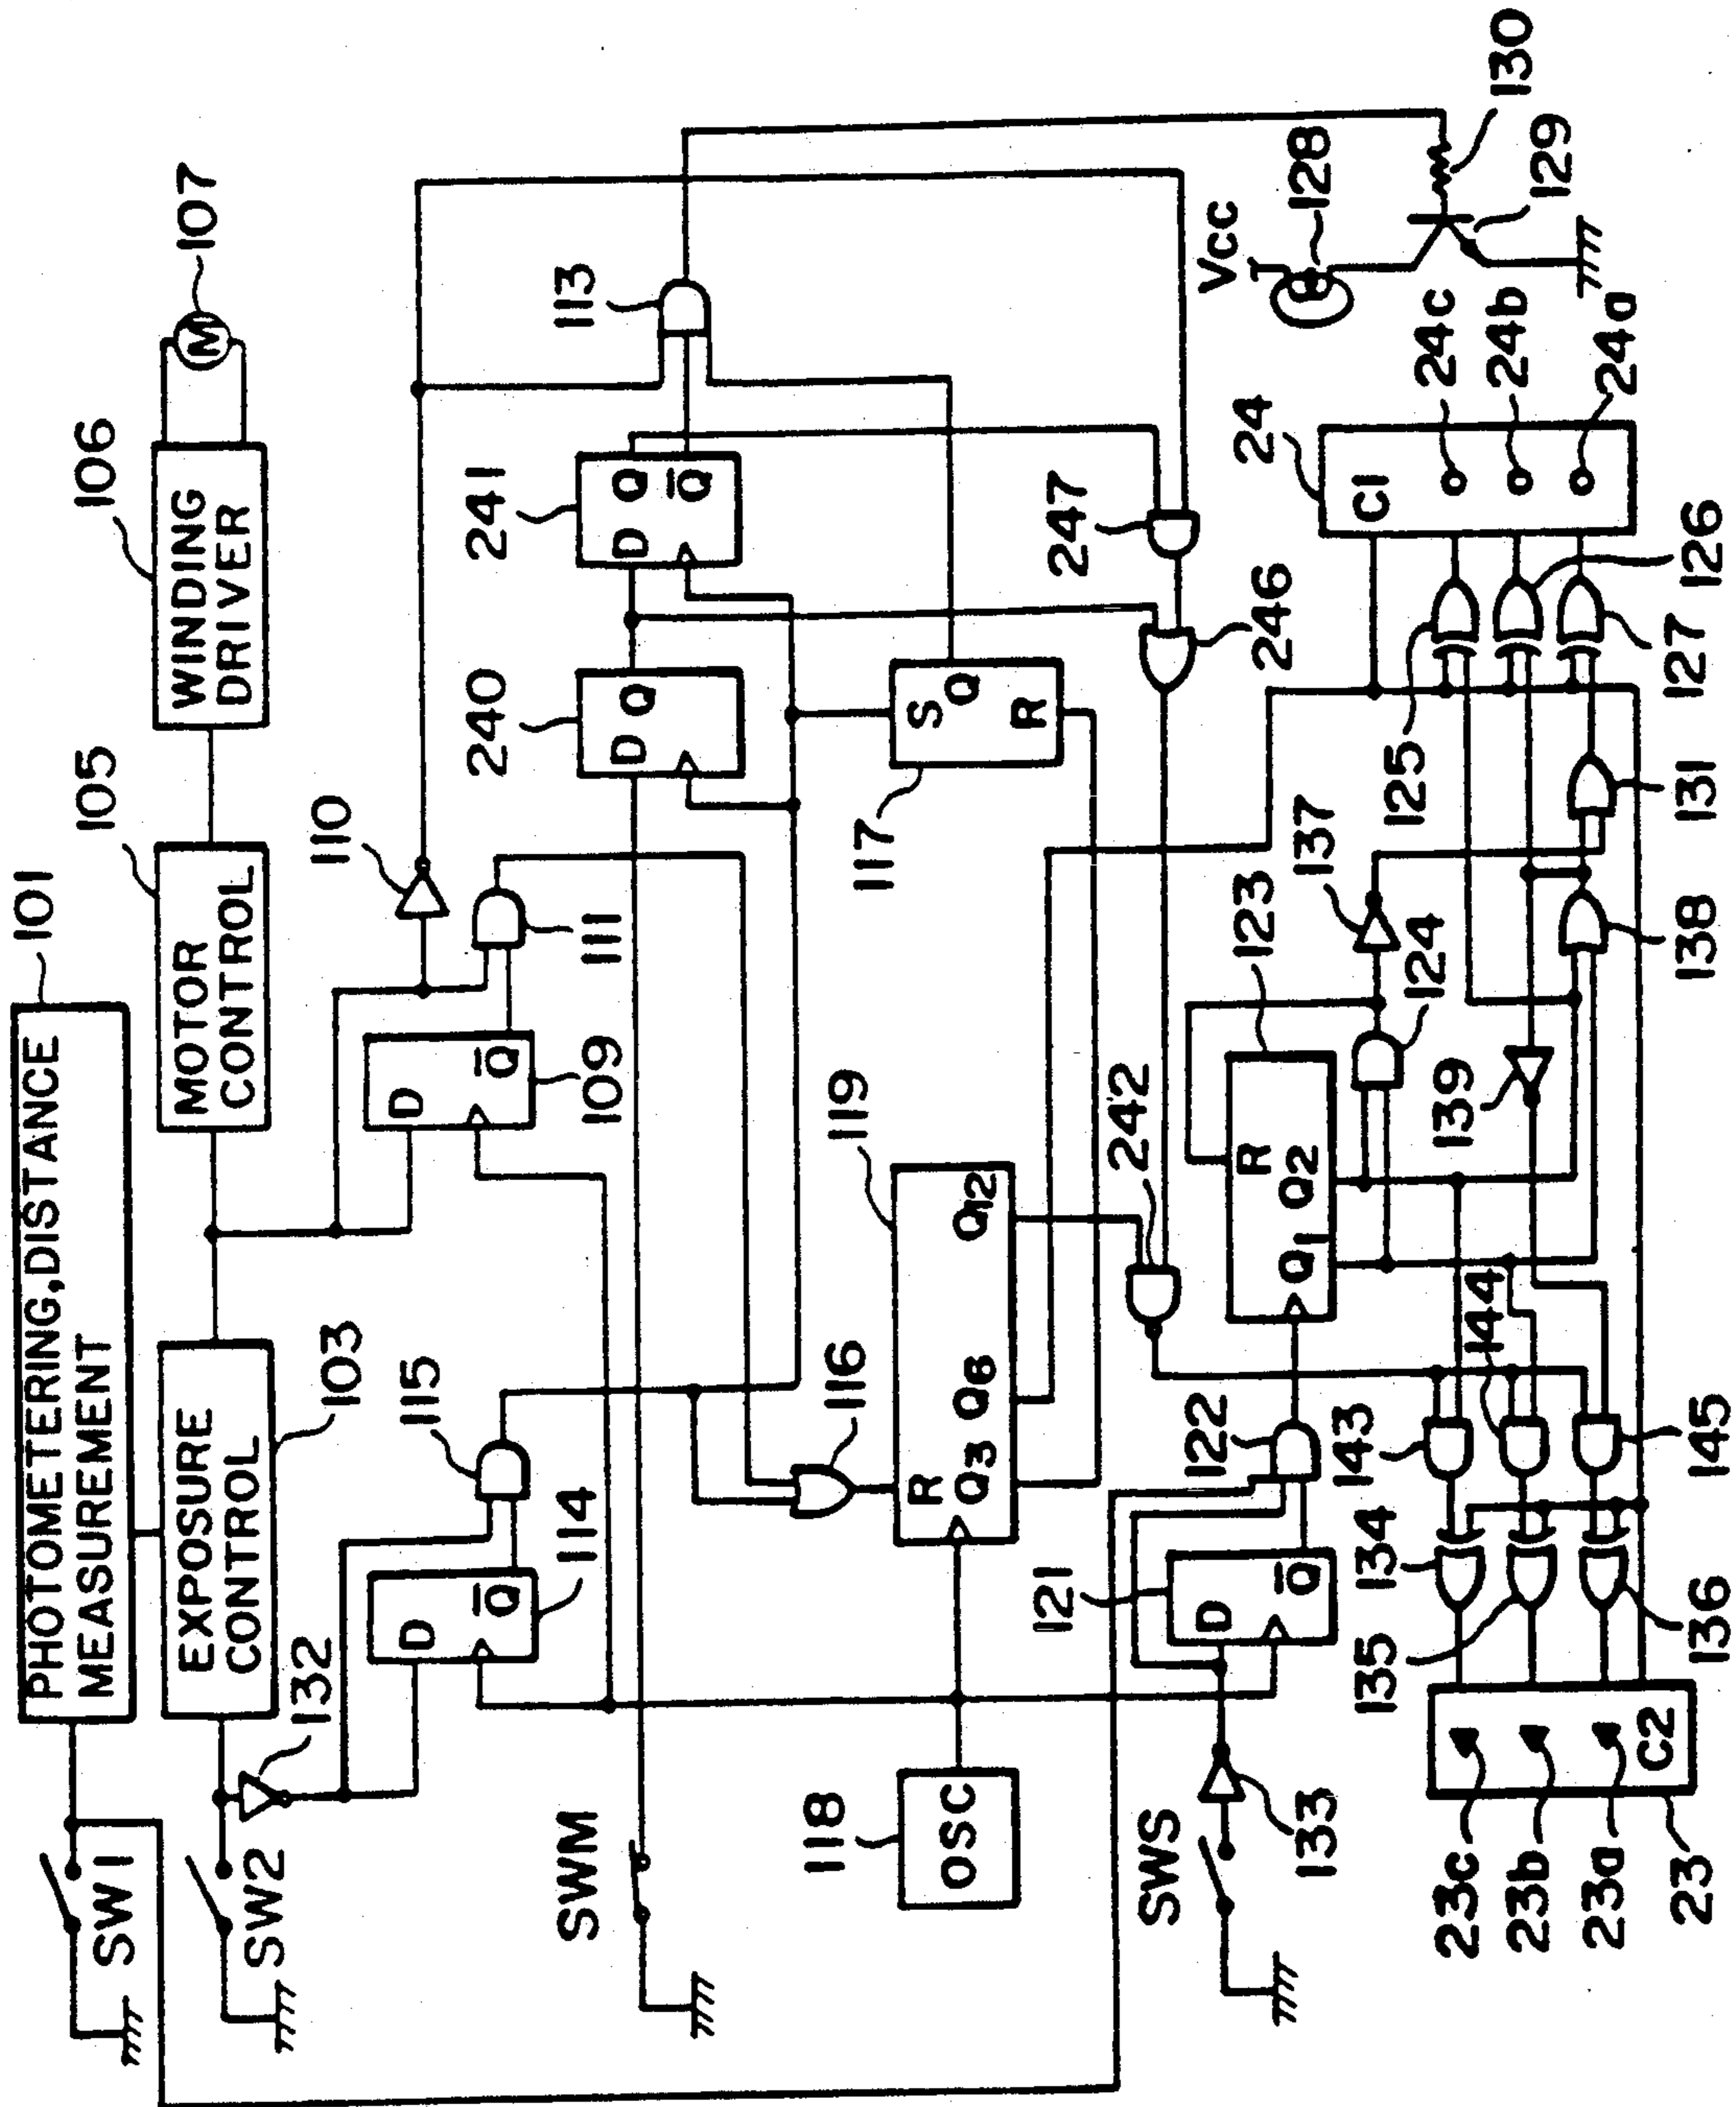 101
PHOTOMETERING, DISTANCE
MEASUREMENT
SW1
105
106
107
MOTOR
CONTROL
WINDING
DRIVER
M
EXPOSURE
CONTROL
103
SW2
132
110
115
111
113
D
Q̅
114
D
Q̅
109
240
241
D
Q
D
Q
Q̅
SWM
116
117
S
Q
R
119
R
Q3
Q6
Q12
118
OSC
247
246
242
Vcc
128
130
129
SWS
133
121
D
Q̅
122
123
R
Q1
Q2
137
124
125
24
C1
24c
24b
24a
134
143
144
139
135
136
145
138
131
127
126
23c
23b
23a
23
C2